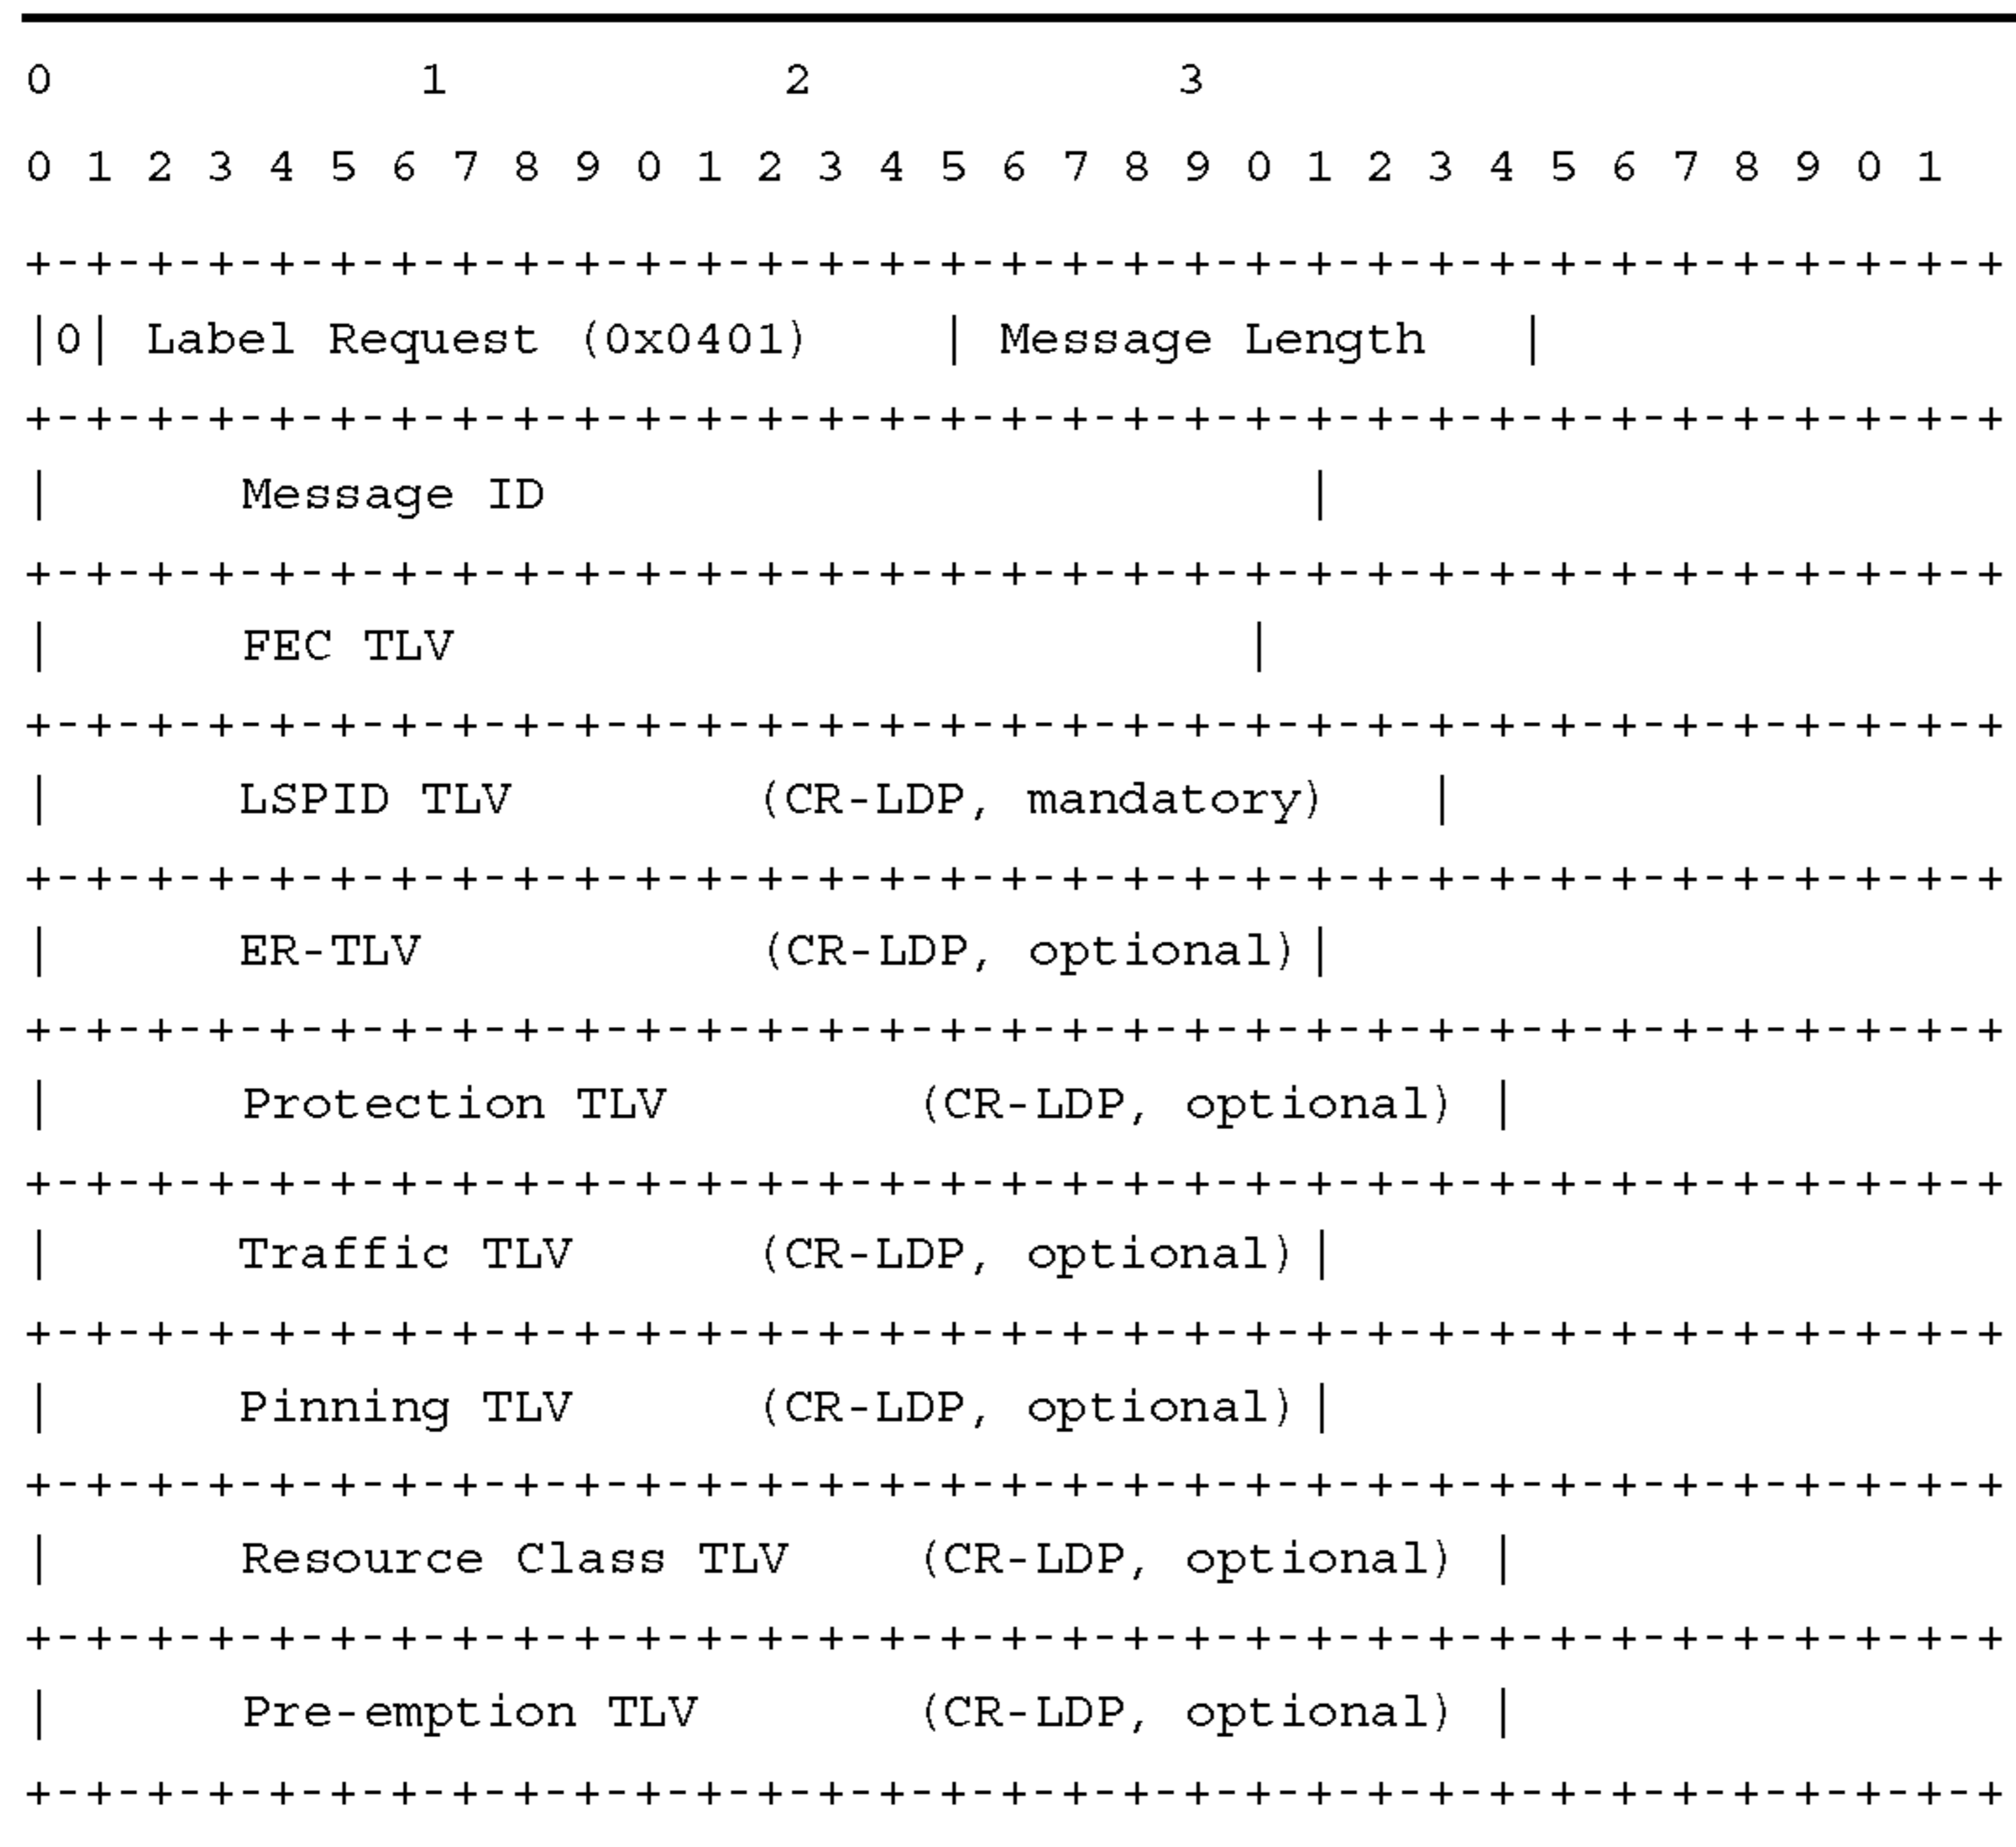 0             1           2             3
0 1 2 3 4 5 6 7 8 9 0 1 2 3 4 5 6 7 8 9 0 1 2 3 4 5 6 7 8 9 0 1
+-+-+-+-+-+-+-+-+-+-+-+-+-+-+-+-+-+-+-+-+-+-+-+-+-+-+-+-+-+-+-+-+
|0| Label Request (0x0401)     | Message Length    |
+-+-+-+-+-+-+-+-+-+-+-+-+-+-+-+-+-+-+-+-+-+-+-+-+-+-+-+-+-+-+-+-+
|      Message ID                          |
+-+-+-+-+-+-+-+-+-+-+-+-+-+-+-+-+-+-+-+-+-+-+-+-+-+-+-+-+-+-+-+-+
|      FEC TLV                           |
+-+-+-+-+-+-+-+-+-+-+-+-+-+-+-+-+-+-+-+-+-+-+-+-+-+-+-+-+-+-+-+-+
|      LSPID TLV        (CR-LDP, mandatory)    |
+-+-+-+-+-+-+-+-+-+-+-+-+-+-+-+-+-+-+-+-+-+-+-+-+-+-+-+-+-+-+-+-+
|      ER-TLV           (CR-LDP, optional)|
+-+-+-+-+-+-+-+-+-+-+-+-+-+-+-+-+-+-+-+-+-+-+-+-+-+-+-+-+-+-+-+-+
|      Protection TLV        (CR-LDP, optional) |
+-+-+-+-+-+-+-+-+-+-+-+-+-+-+-+-+-+-+-+-+-+-+-+-+-+-+-+-+-+-+-+-+
|      Traffic TLV      (CR-LDP, optional)|
+-+-+-+-+-+-+-+-+-+-+-+-+-+-+-+-+-+-+-+-+-+-+-+-+-+-+-+-+-+-+-+-+
|      Pinning TLV      (CR-LDP, optional)|
+-+-+-+-+-+-+-+-+-+-+-+-+-+-+-+-+-+-+-+-+-+-+-+-+-+-+-+-+-+-+-+-+
|      Resource Class TLV    (CR-LDP, optional) |
+-+-+-+-+-+-+-+-+-+-+-+-+-+-+-+-+-+-+-+-+-+-+-+-+-+-+-+-+-+-+-+-+
|      Pre-emption TLV       (CR-LDP, optional) |
+-+-+-+-+-+-+-+-+-+-+-+-+-+-+-+-+-+-+-+-+-+-+-+-+-+-+-+-+-+-+-+-+